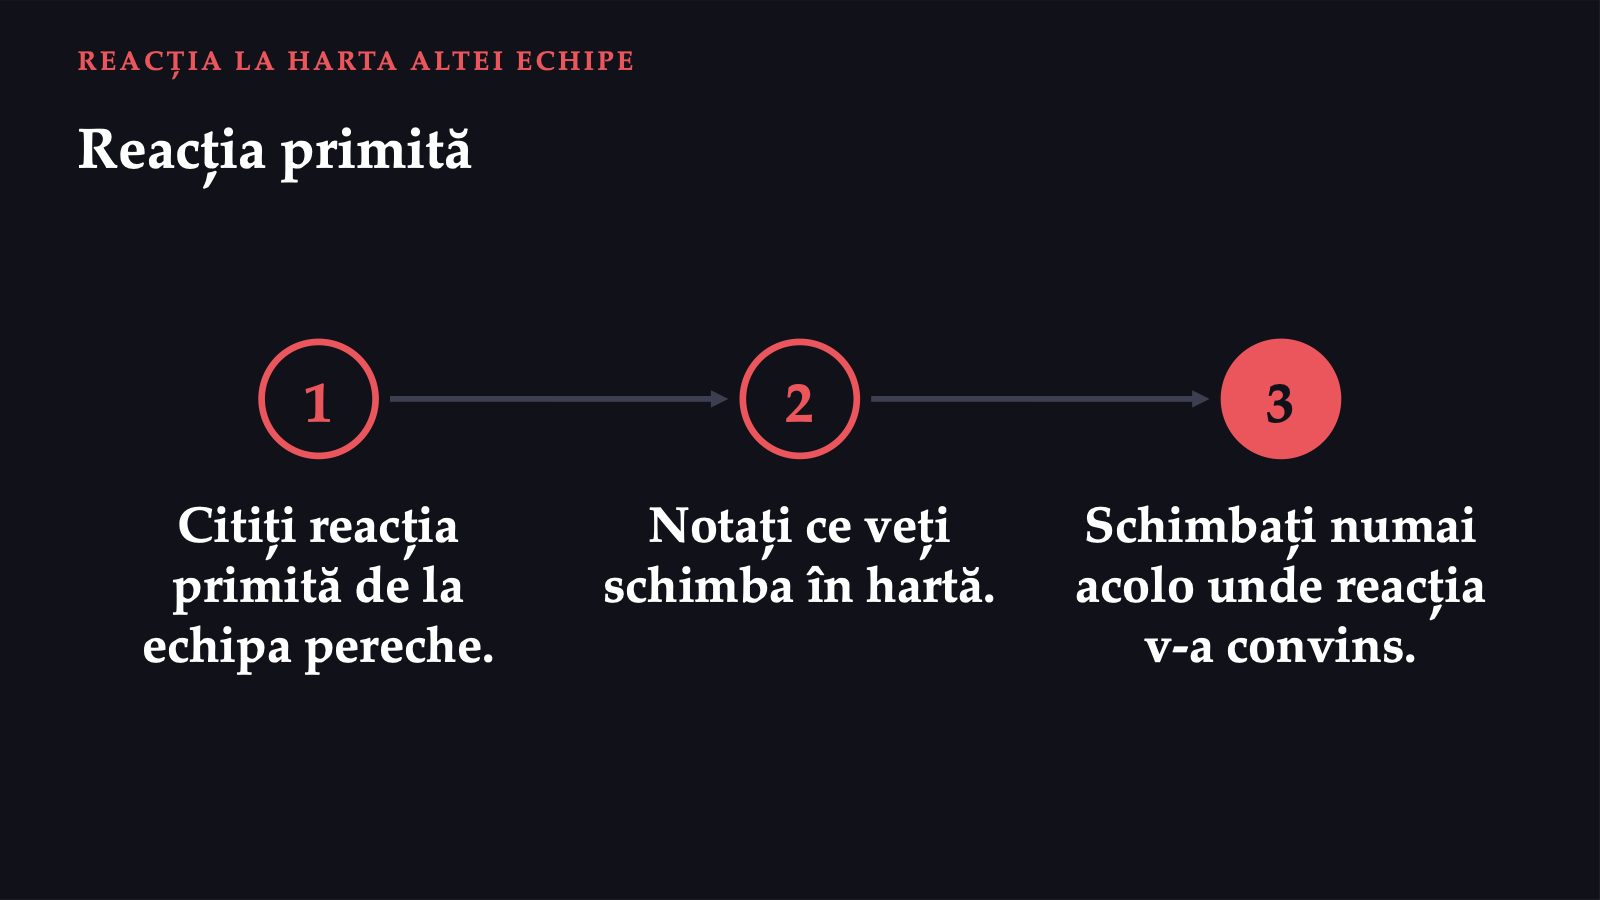 REACȚIA LA HARTA ALTEI ECHIPE
Reacția primită
1
Citiți reacția
primită de la
echipa pereche.
2
Notați ce veți
schimba în hartă.
3
Schimbați numai
acolo unde reacția
v-a convins.